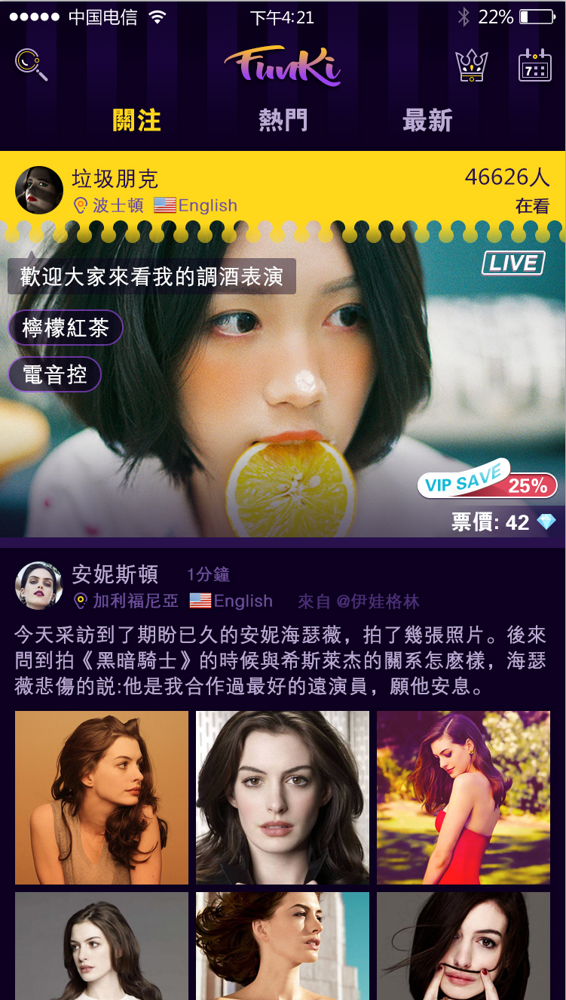 中国电信 下午4:21 22%
FunKi
7
關注 熱門 最新
垃圾朋克 46626人
波士頓 English 在看
LIVE
歡迎大家來看我的調酒表演
檸檬紅茶
電音控
VIP SAVE 25%
票價: 42
安妮斯頓 1分鐘
加利福尼亞 English 來自 @伊娃格林
今天采訪到了期盼已久的安妮海瑟薇，拍了幾張照片。後來
問到拍《黑暗騎士》的時候與希斯萊杰的關系怎麽樣，海瑟
薇悲傷的説:他是我合作過最好的遠演員，願他安息。